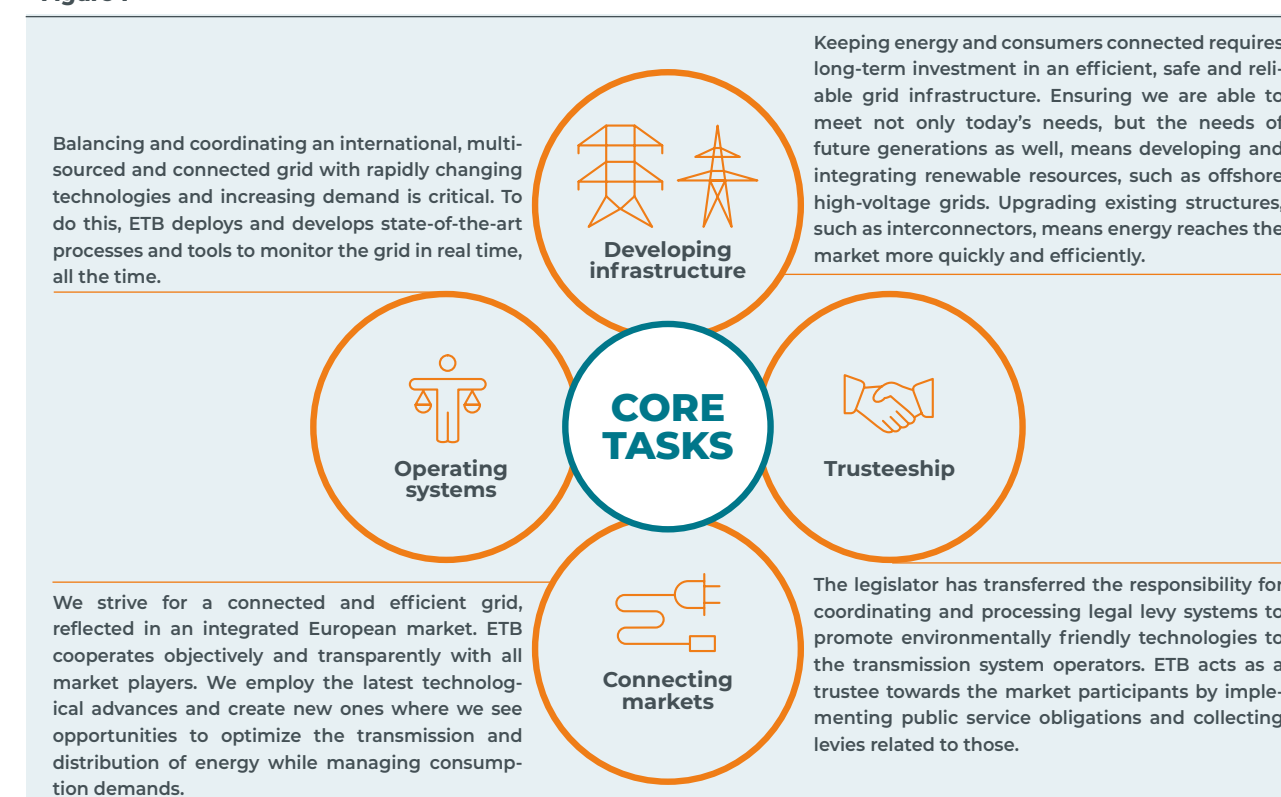 Keeping energy and consumers connected requires
long-term investment in an efficient, safe and reli-
able grid infrastructure. Ensuring we are able to
meet not only today's needs, but the needs of
future generations as well, means developing and
integrating renewable resources, such as offshore
high-voltage grids. Upgrading existing structures,
such as interconnectors, means energy reaches the
market more quickly and efficiently.
Balancing and coordinating an international, multi-
sourced and connected grid with rapidly changing
technologies and increasing demand is critical. To
do this, ETB deploys and develops state-of-the-art
processes and tools to monitor the grid in real time,
all the time.
Developing
infrastructure
Operating
systems
CORE
TASKS
Trusteeship
Connecting
markets
We strive for a connected and efficient grid,
reflected in an integrated European market. ETB
cooperates objectively and transparently with all
market players. We employ the latest technolog-
ical advances and create new ones where we see
opportunities to optimize the transmission and
distribution of energy while managing consump-
tion demands.
The legislator has transferred the responsibility for
coordinating and processing legal levy systems to
promote environmentally friendly technologies to
the transmission system operators. ETB acts as a
trustee towards the market participants by imple-
menting public service obligations and collecting
levies related to those.